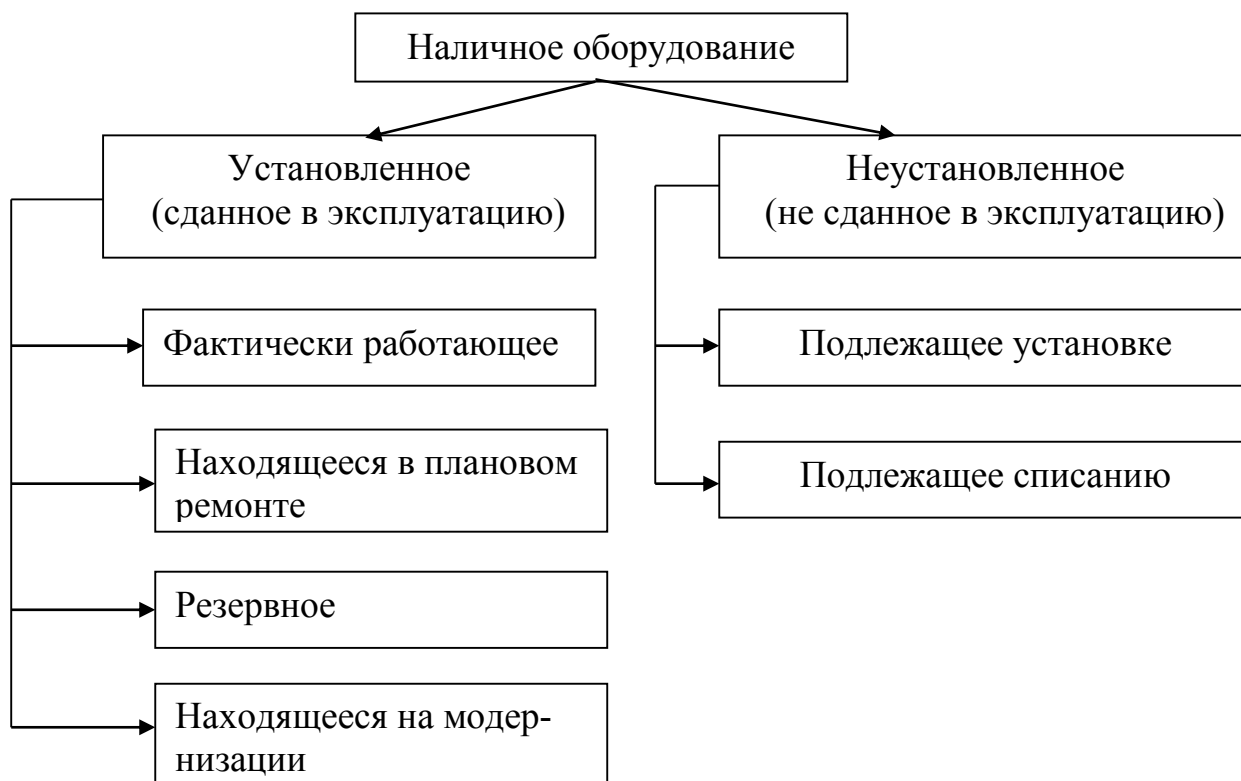 Наличное оборудование
Установленное
(сданное в эксплуатацию)
Неустановленное
(не сданное в эксплуатацию)
Фактически работающее
Подлежащее установке
Находящееся в плановом
ремонте
Подлежащее списанию
Резервное
Находящееся на модер-
низации